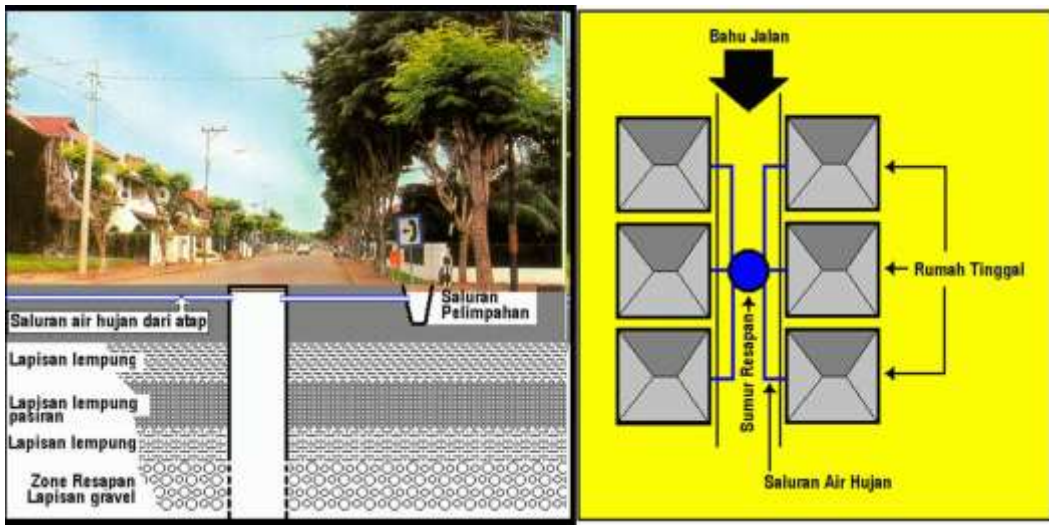 Saluran
Pelimpahan
Saluran air hujan dari atap
Lapisan lempung
Lapisan lempung
pasiran
Lapisan lempung
Zone Resapan
Lapisan gravel
Bahu Jalan
Rumah Tinggal
Sumur Resapan
Saluran Air Hujan